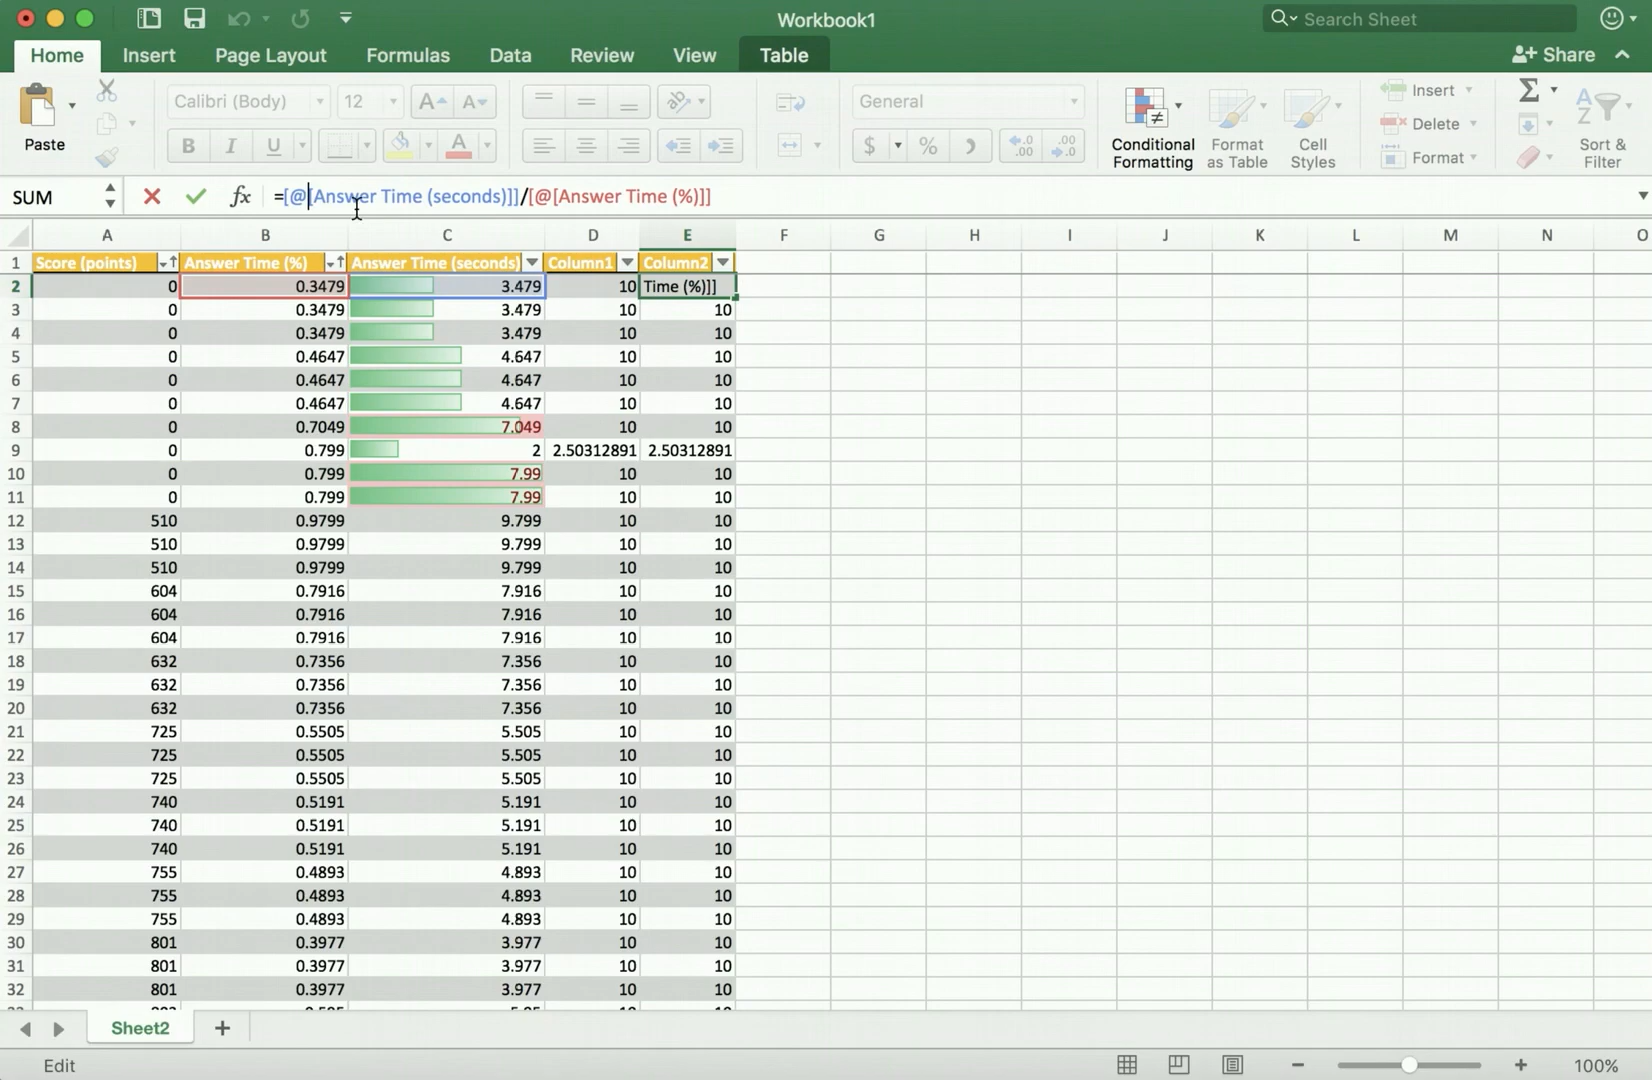 Workbook1
Search Sheet
Home Insert Page Layout Formulas Data Review View Table Share
Paste
Calibri (Body) 12 A A
B I U A
General
$ % .0 .00 .00 .0
Conditional Formatting
Format as Table
Cell Styles
Insert
Delete
Format
Σ
A Z
Sort & Filter
SUM fx =[@[Answer Time (seconds)]]/[@[Answer Time (%)]]
A B C D E F G H I J K L M N O
1 Score (points) Answer Time (%) Answer Time (seconds) Column1 Column2
2 0 0.3479 3.479 10 Time (%)]]
3 0 0.3479 3.479 10 10
4 0 0.3479 3.479 10 10
5 0 0.4647 4.647 10 10
6 0 0.4647 4.647 10 10
7 0 0.4647 4.647 10 10
8 0 0.7049 7.049 10 10
9 0 0.799 2 2.50312891 2.50312891
10 0 0.799 7.99 10 10
11 0 0.799 7.99 10 10
12 510 0.9799 9.799 10 10
13 510 0.9799 9.799 10 10
14 510 0.9799 9.799 10 10
15 604 0.7916 7.916 10 10
16 604 0.7916 7.916 10 10
17 604 0.7916 7.916 10 10
18 632 0.7356 7.356 10 10
19 632 0.7356 7.356 10 10
20 632 0.7356 7.356 10 10
21 725 0.5505 5.505 10 10
22 725 0.5505 5.505 10 10
23 725 0.5505 5.505 10 10
24 740 0.5191 5.191 10 10
25 740 0.5191 5.191 10 10
26 740 0.5191 5.191 10 10
27 755 0.4893 4.893 10 10
28 755 0.4893 4.893 10 10
29 755 0.4893 4.893 10 10
30 801 0.3977 3.977 10 10
31 801 0.3977 3.977 10 10
32 801 0.3977 3.977 10 10
Sheet2 +
Edit 100%